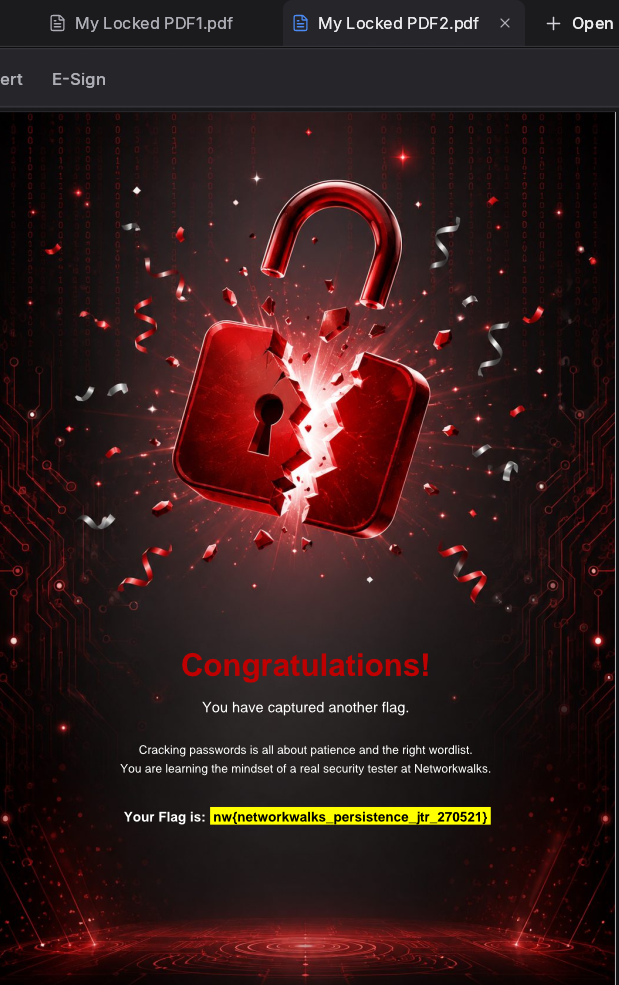 My Locked PDF1.pdf
My Locked PDF2.pdf
Open
ert E-Sign
Congratulations!
You have captured another flag.
Cracking passwords is all about patience and the right wordlist.
You are learning the mindset of a real security tester at Networkwalks.
Your Flag is: nw{networkwalks_persistence_jtr_270521}